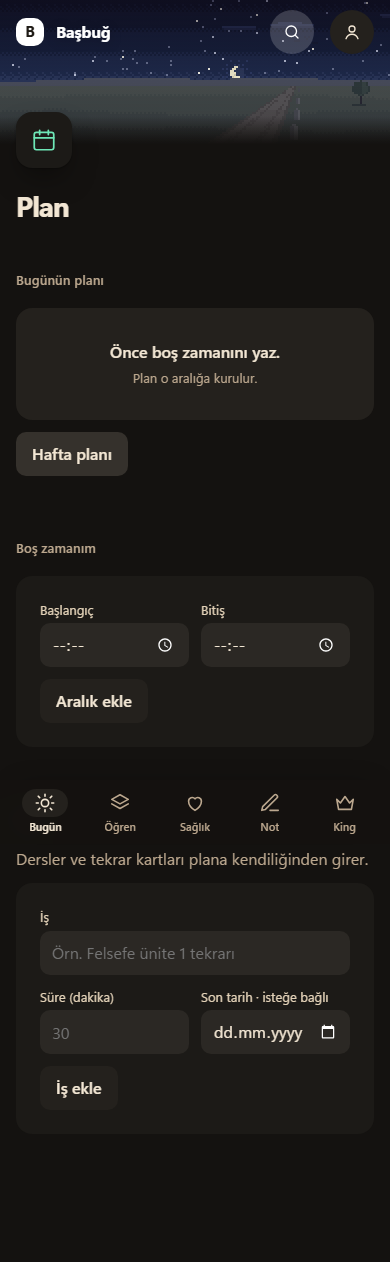 B Başbuğ
Plan
Bugünün planı
Önce boş zamanını yaz.
Plan o aralığa kurulur.
Hafta planı
Boş zamanım
Başlangıç Bitiş
--:-- --:--
Aralık ekle
Bugün Öğren Sağlık Not King
Dersler ve tekrar kartları plana kendiliğinden girer.
İş
Örn. Felsefe ünite 1 tekrarı
Süre (dakika) Son tarih · isteğe bağlı
30 dd.mm.yyyy
İş ekle